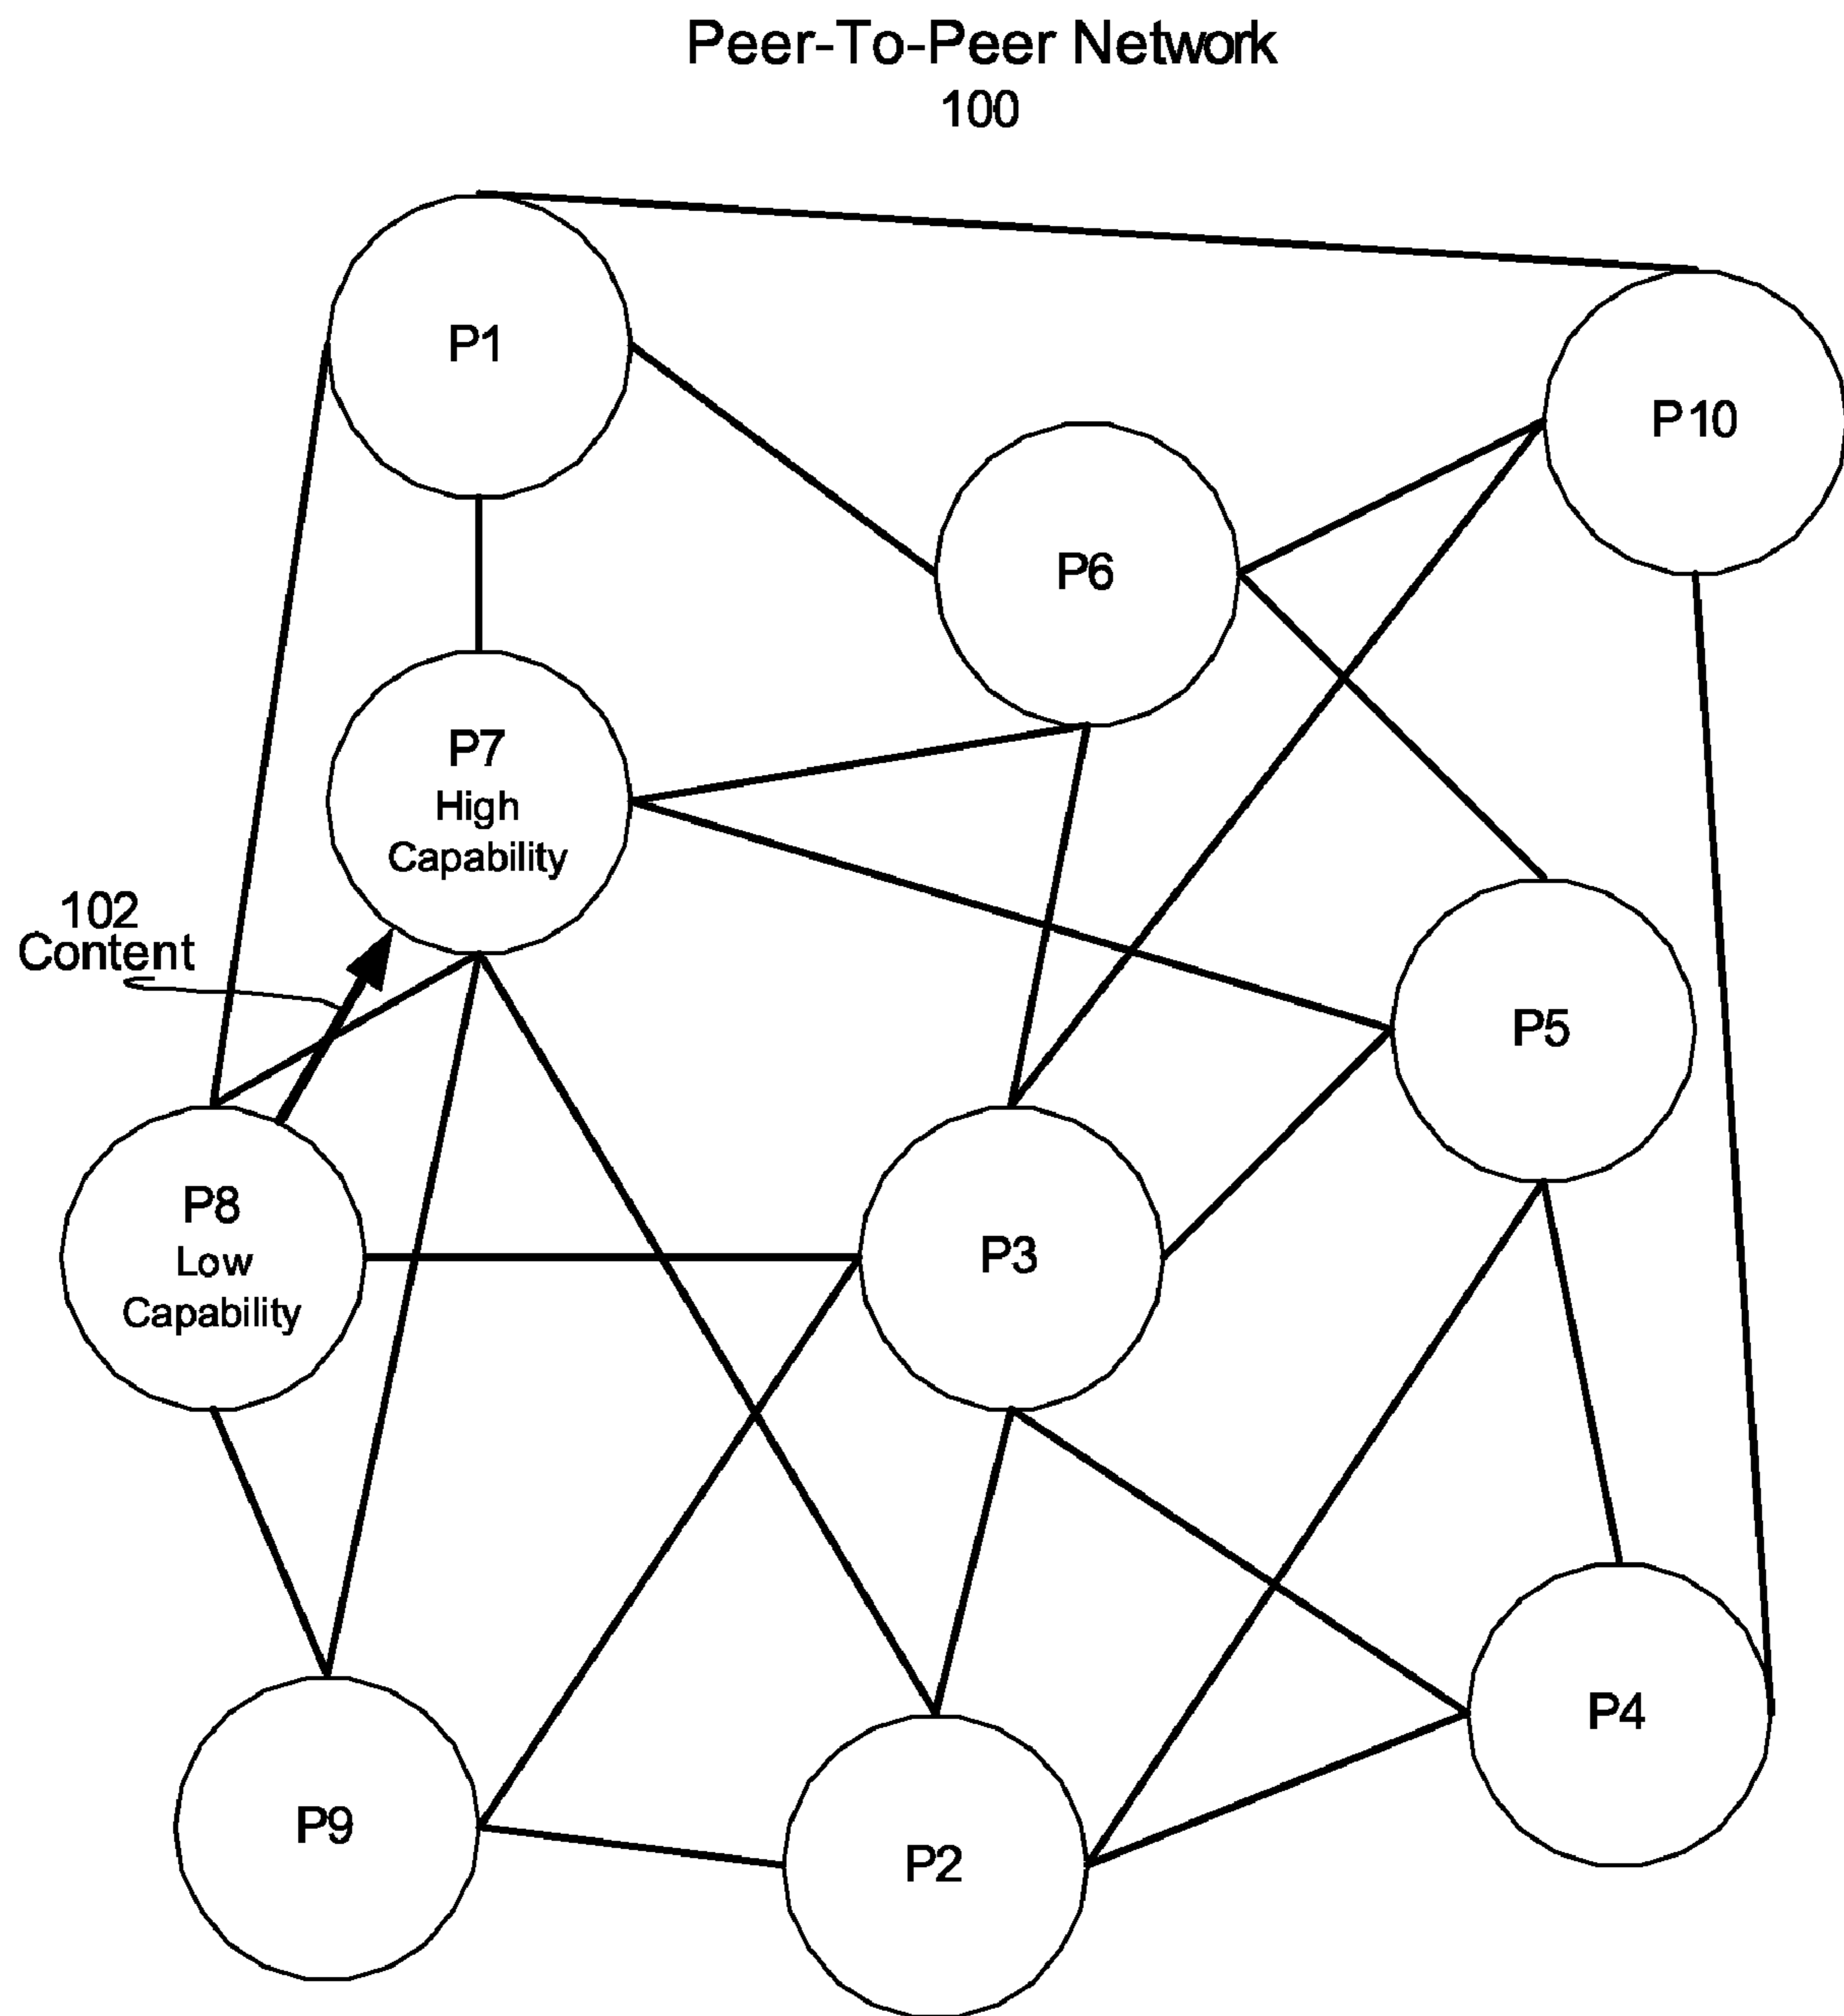 Peer-To-Peer Network
100
P1
P10
P6
P7
High
Capability
102
Content
P5
P8
Low
Capability
P3
P4
P9
P2